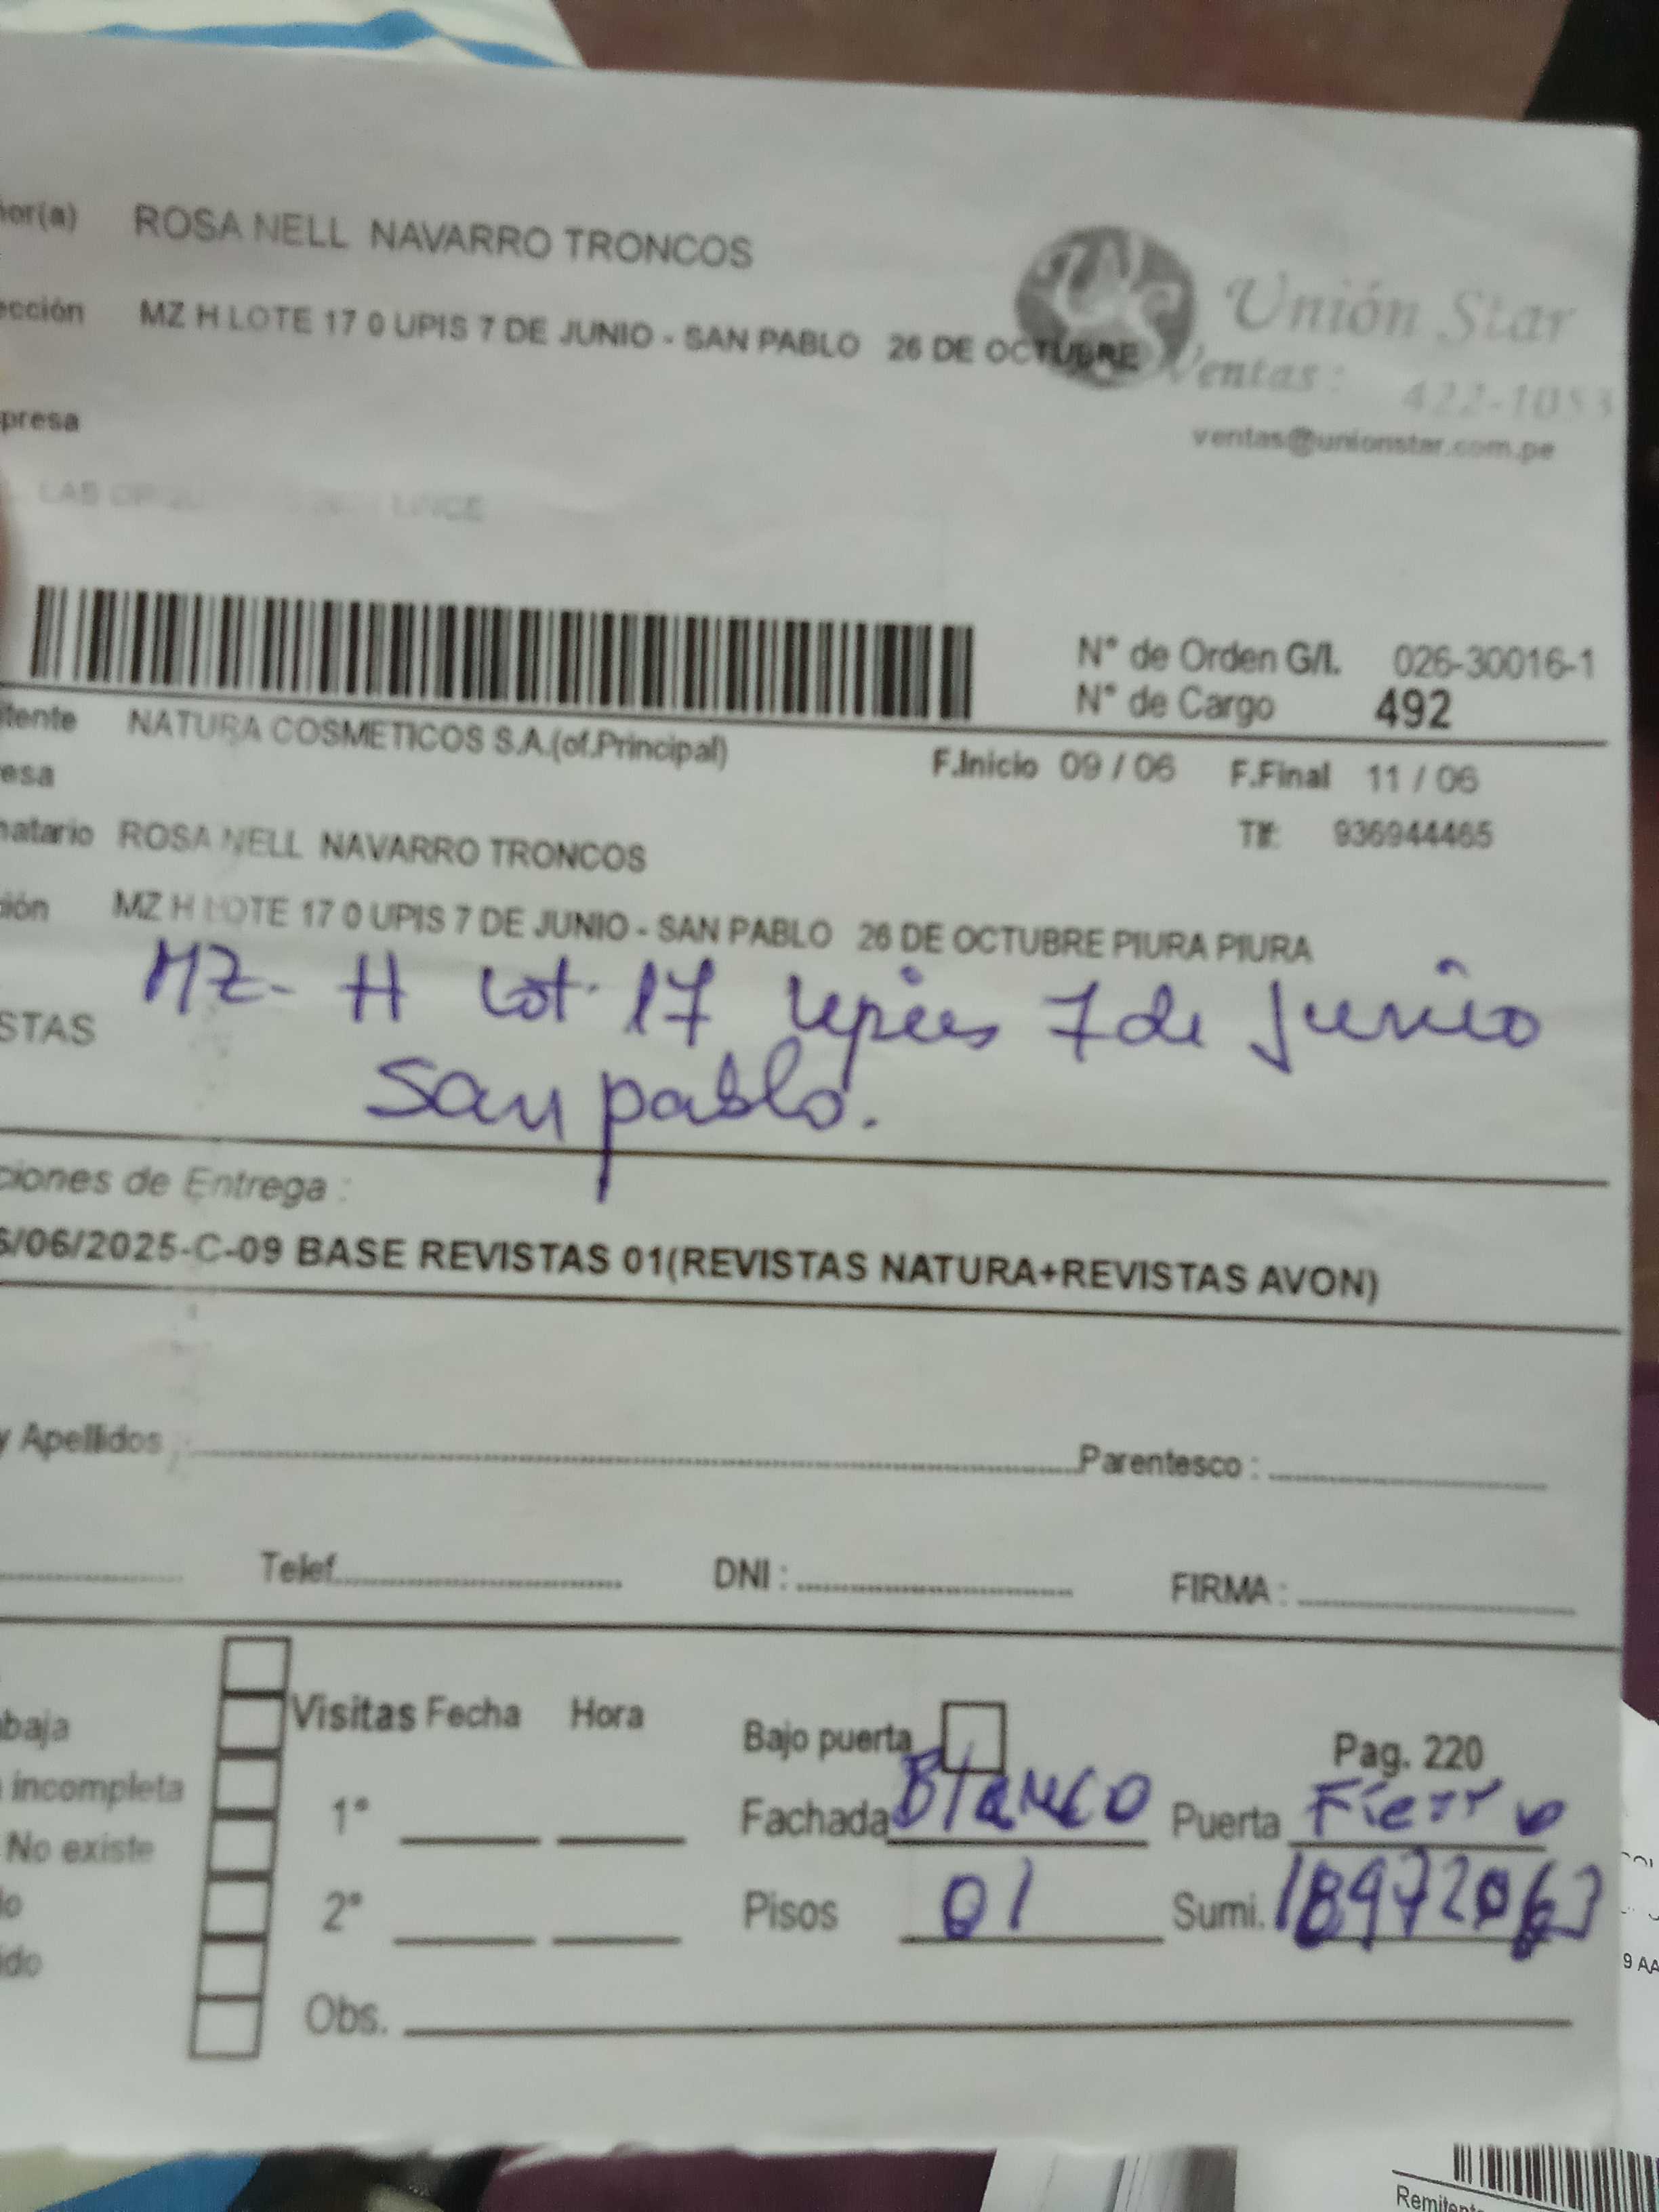 ñor(a) ROSA NELL NAVARRO TRONCOS
ección MZ H LOTE 17 0 UPIS 7 DE JUNIO - SAN PABLO 26 DE OCTUBRE
Unión Star
Ventas: 422-1053
presa
ventas@unionstar.com.pe
N° de Orden G/I. 026-30016-1
N° de Cargo 492
itente NATURA COSMETICOS S.A.(of.Principal)
F.Inicio 09 / 06 F.Final 11 / 06
esa
Tlf: 936944465
natario ROSA NELL NAVARRO TRONCOS
ión MZ H LOTE 17 0 UPIS 7 DE JUNIO - SAN PABLO 26 DE OCTUBRE PIURA PIURA
MZ- H Lot. 17 7 de Junio
STAS
San pablo.
ciones de Entrega :
6/06/2025-C-09 BASE REVISTAS 01(REVISTAS NATURA+REVISTAS AVON)
y Apellidos : Parentesco :
Telef. DNI : FIRMA :
Visitas Fecha Hora
baja
Bajo puerta Pag. 220
incompleta
1° Fachada Blanco Puerta Fierro
No existe
o
2° Pisos 01 Sumi.
ido
Obs.
9 AA
Remitent